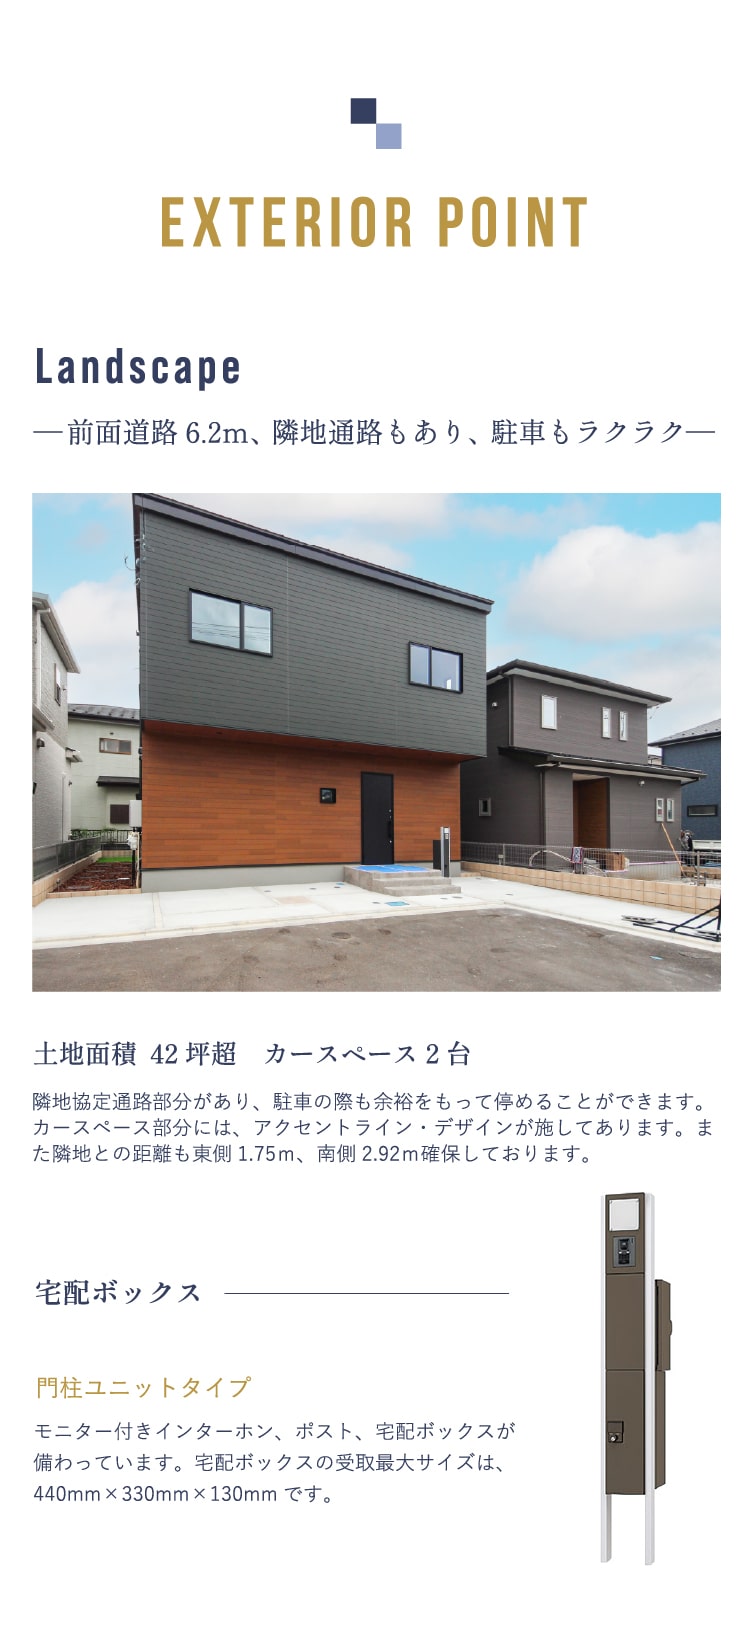 EXTERIOR POINT
Landscape
―前面道路 6.2m、隣地通路もあり、駐車もラクラク―
土地面積 42 坪超　カースペース 2 台
隣地協定通路部分があり、駐車の際も余裕をもって停めることができます。
カースペース部分には、アクセントライン・デザインが施してあります。ま
た隣地との距離も東側 1.75m、南側 2.92m確保しております。
宅配ボックス
門柱ユニットタイプ
モニター付きインターホン、ポスト、宅配ボックスが
備わっています。宅配ボックスの受取最大サイズは、
440mm×330mm×130mm です。